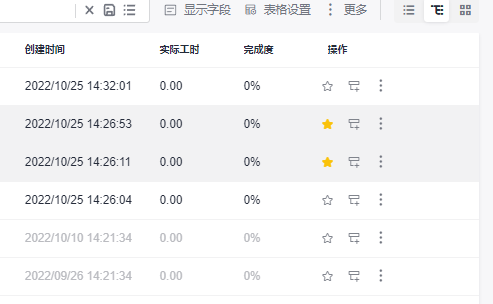 显示字段 表格设置 更多
创建时间 实际工时 完成度 操作
2022/10/25 14:32:01 0.00 0%
2022/10/25 14:26:53 0.00 0%
2022/10/25 14:26:11 0.00 0%
2022/10/25 14:26:04 0.00 0%
2022/10/10 14:21:34 0.00 0%
2022/09/26 14:21:34 0.00 0%